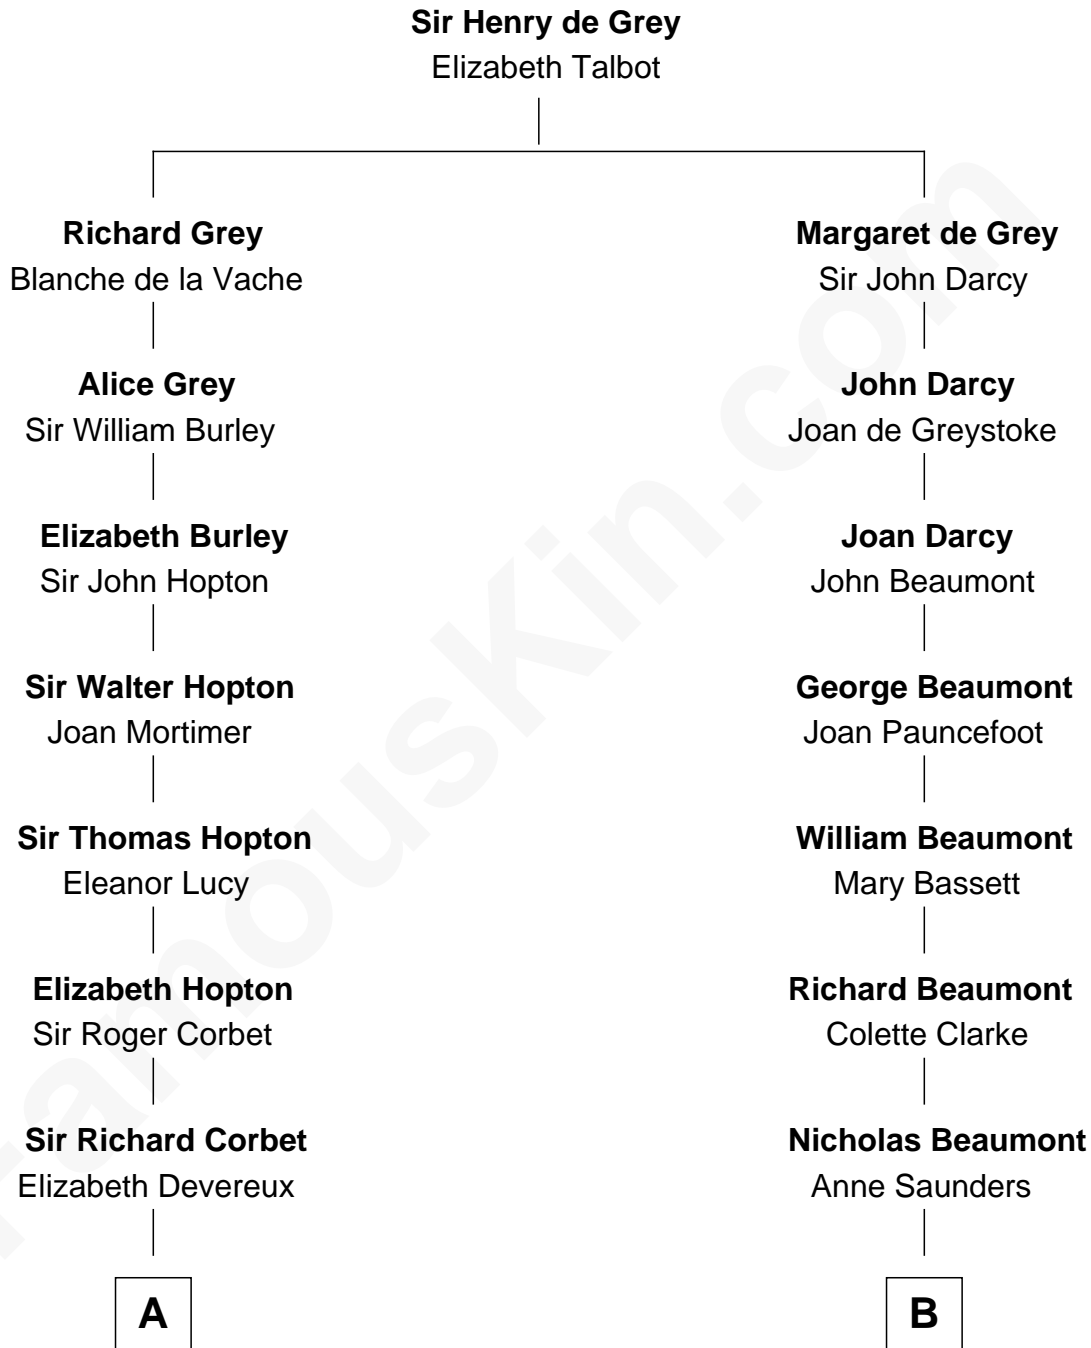 Sir Henry de Grey
Elizabeth Talbot
Richard Grey
Blanche de la Vache
Margaret de Grey
Sir John Darcy
Alice Grey
Sir William Burley
John Darcy
Joan de Greystoke
Elizabeth Burley
Sir John Hopton
Joan Darcy
John Beaumont
Sir Walter Hopton
Joan Mortimer
George Beaumont
Joan Pauncefoot
Sir Thomas Hopton
Eleanor Lucy
William Beaumont
Mary Bassett
Elizabeth Hopton
Sir Roger Corbet
Richard Beaumont
Colette Clarke
Sir Richard Corbet
Elizabeth Devereux
Nicholas Beaumont
Anne Saunders
A
B
FamousKin.com